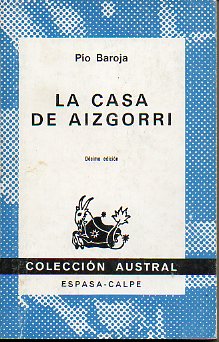 Pío Baroja
LA CASA
DE AIZGORRI
Décima edición
COLECCIÓN AUSTRAL
ESPASA-CALPE